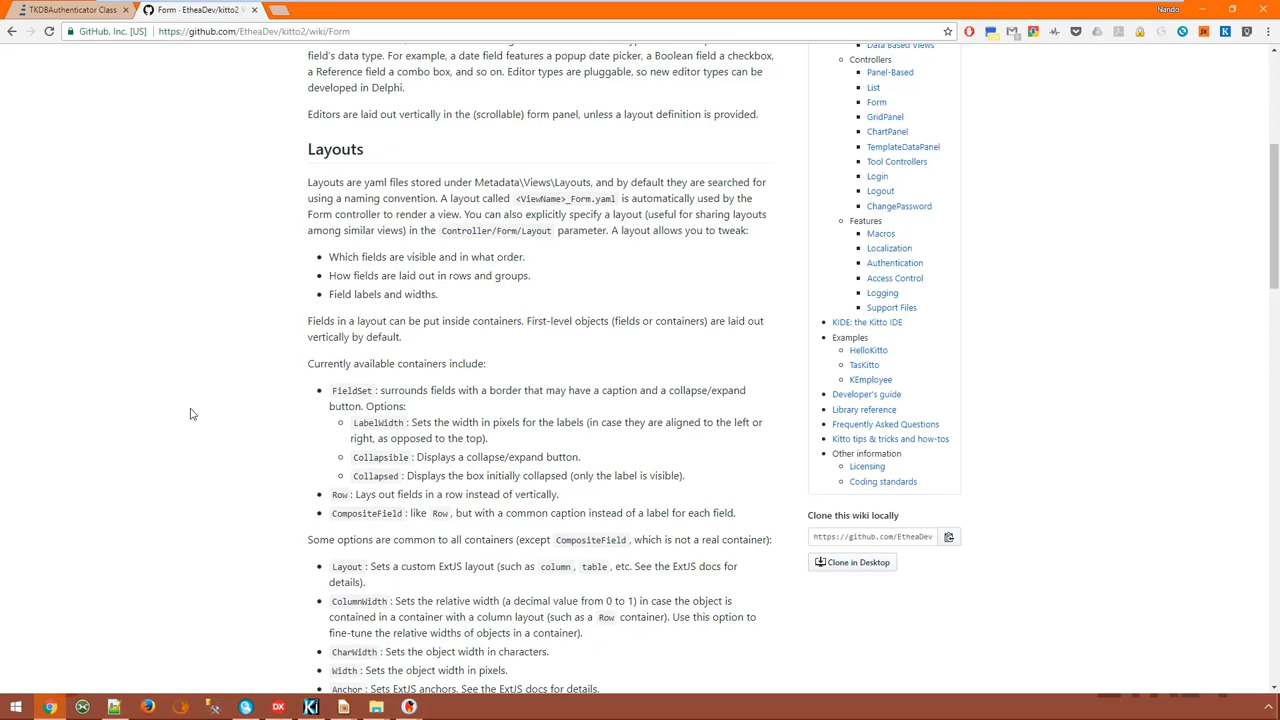 TKDBAuthenticator Class
Form · EtheaDev/kitto2 W
Nando
GitHub, Inc. [US]
https://github.com/EtheaDev/kitto2/wiki/Form
field's data type. For example, a date field features a popup date picker, a Boolean field a checkbox,
a Reference field a combo box, and so on. Editor types are pluggable, so new editor types can be
developed in Delphi.
Editors are laid out vertically in the (scrollable) form panel, unless a layout definition is provided.
Layouts
Layouts are yaml files stored under Metadata\Views\Layouts, and by default they are searched for
using a naming convention. A layout called <ViewName>_Form.yaml is automatically used by the
Form controller to render a view. You can also explicitly specify a layout (useful for sharing layouts
among similar views) in the Controller/Form/Layout parameter. A layout allows you to tweak:
Which fields are visible and in what order.
How fields are laid out in rows and groups.
Field labels and widths.
Fields in a layout can be put inside containers. First-level objects (fields or containers) are laid out
vertically by default.
Currently available containers include:
FieldSet : surrounds fields with a border that may have a caption and a collapse/expand
button. Options:
LabelWidth : Sets the width in pixels for the labels (in case they are aligned to the left or
right, as opposed to the top).
Collapsible : Displays a collapse/expand button.
Collapsed : Displays the box initially collapsed (only the label is visible).
Row : Lays out fields in a row instead of vertically.
CompositeField : like Row , but with a common caption instead of a label for each field.
Some options are common to all containers (except CompositeField , which is not a real container):
Layout : Sets a custom ExtJS layout (such as column , table , etc. See the ExtJS docs for
details).
ColumnWidth : Sets the relative width (a decimal value from 0 to 1) in case the object is
contained in a container with a column layout (such as a Row container). Use this option to
fine-tune the relative widths of objects in a container).
CharWidth : Sets the object width in characters.
Width : Sets the object width in pixels.
Anchor : Sets ExtJS anchors. See the ExtJS docs for details.
Data Based Views
Controllers
Panel-Based
List
Form
GridPanel
ChartPanel
TemplateDataPanel
Tool Controllers
Login
Logout
ChangePassword
Features
Macros
Localization
Authentication
Access Control
Logging
Support Files
KIDE: the Kitto IDE
Examples
HelloKitto
TasKitto
KEmployee
Developer's guide
Library reference
Frequently Asked Questions
Kitto tips & tricks and how-tos
Other information
Licensing
Coding standards
Clone this wiki locally
https://github.com/EtheaDev
Clone in Desktop